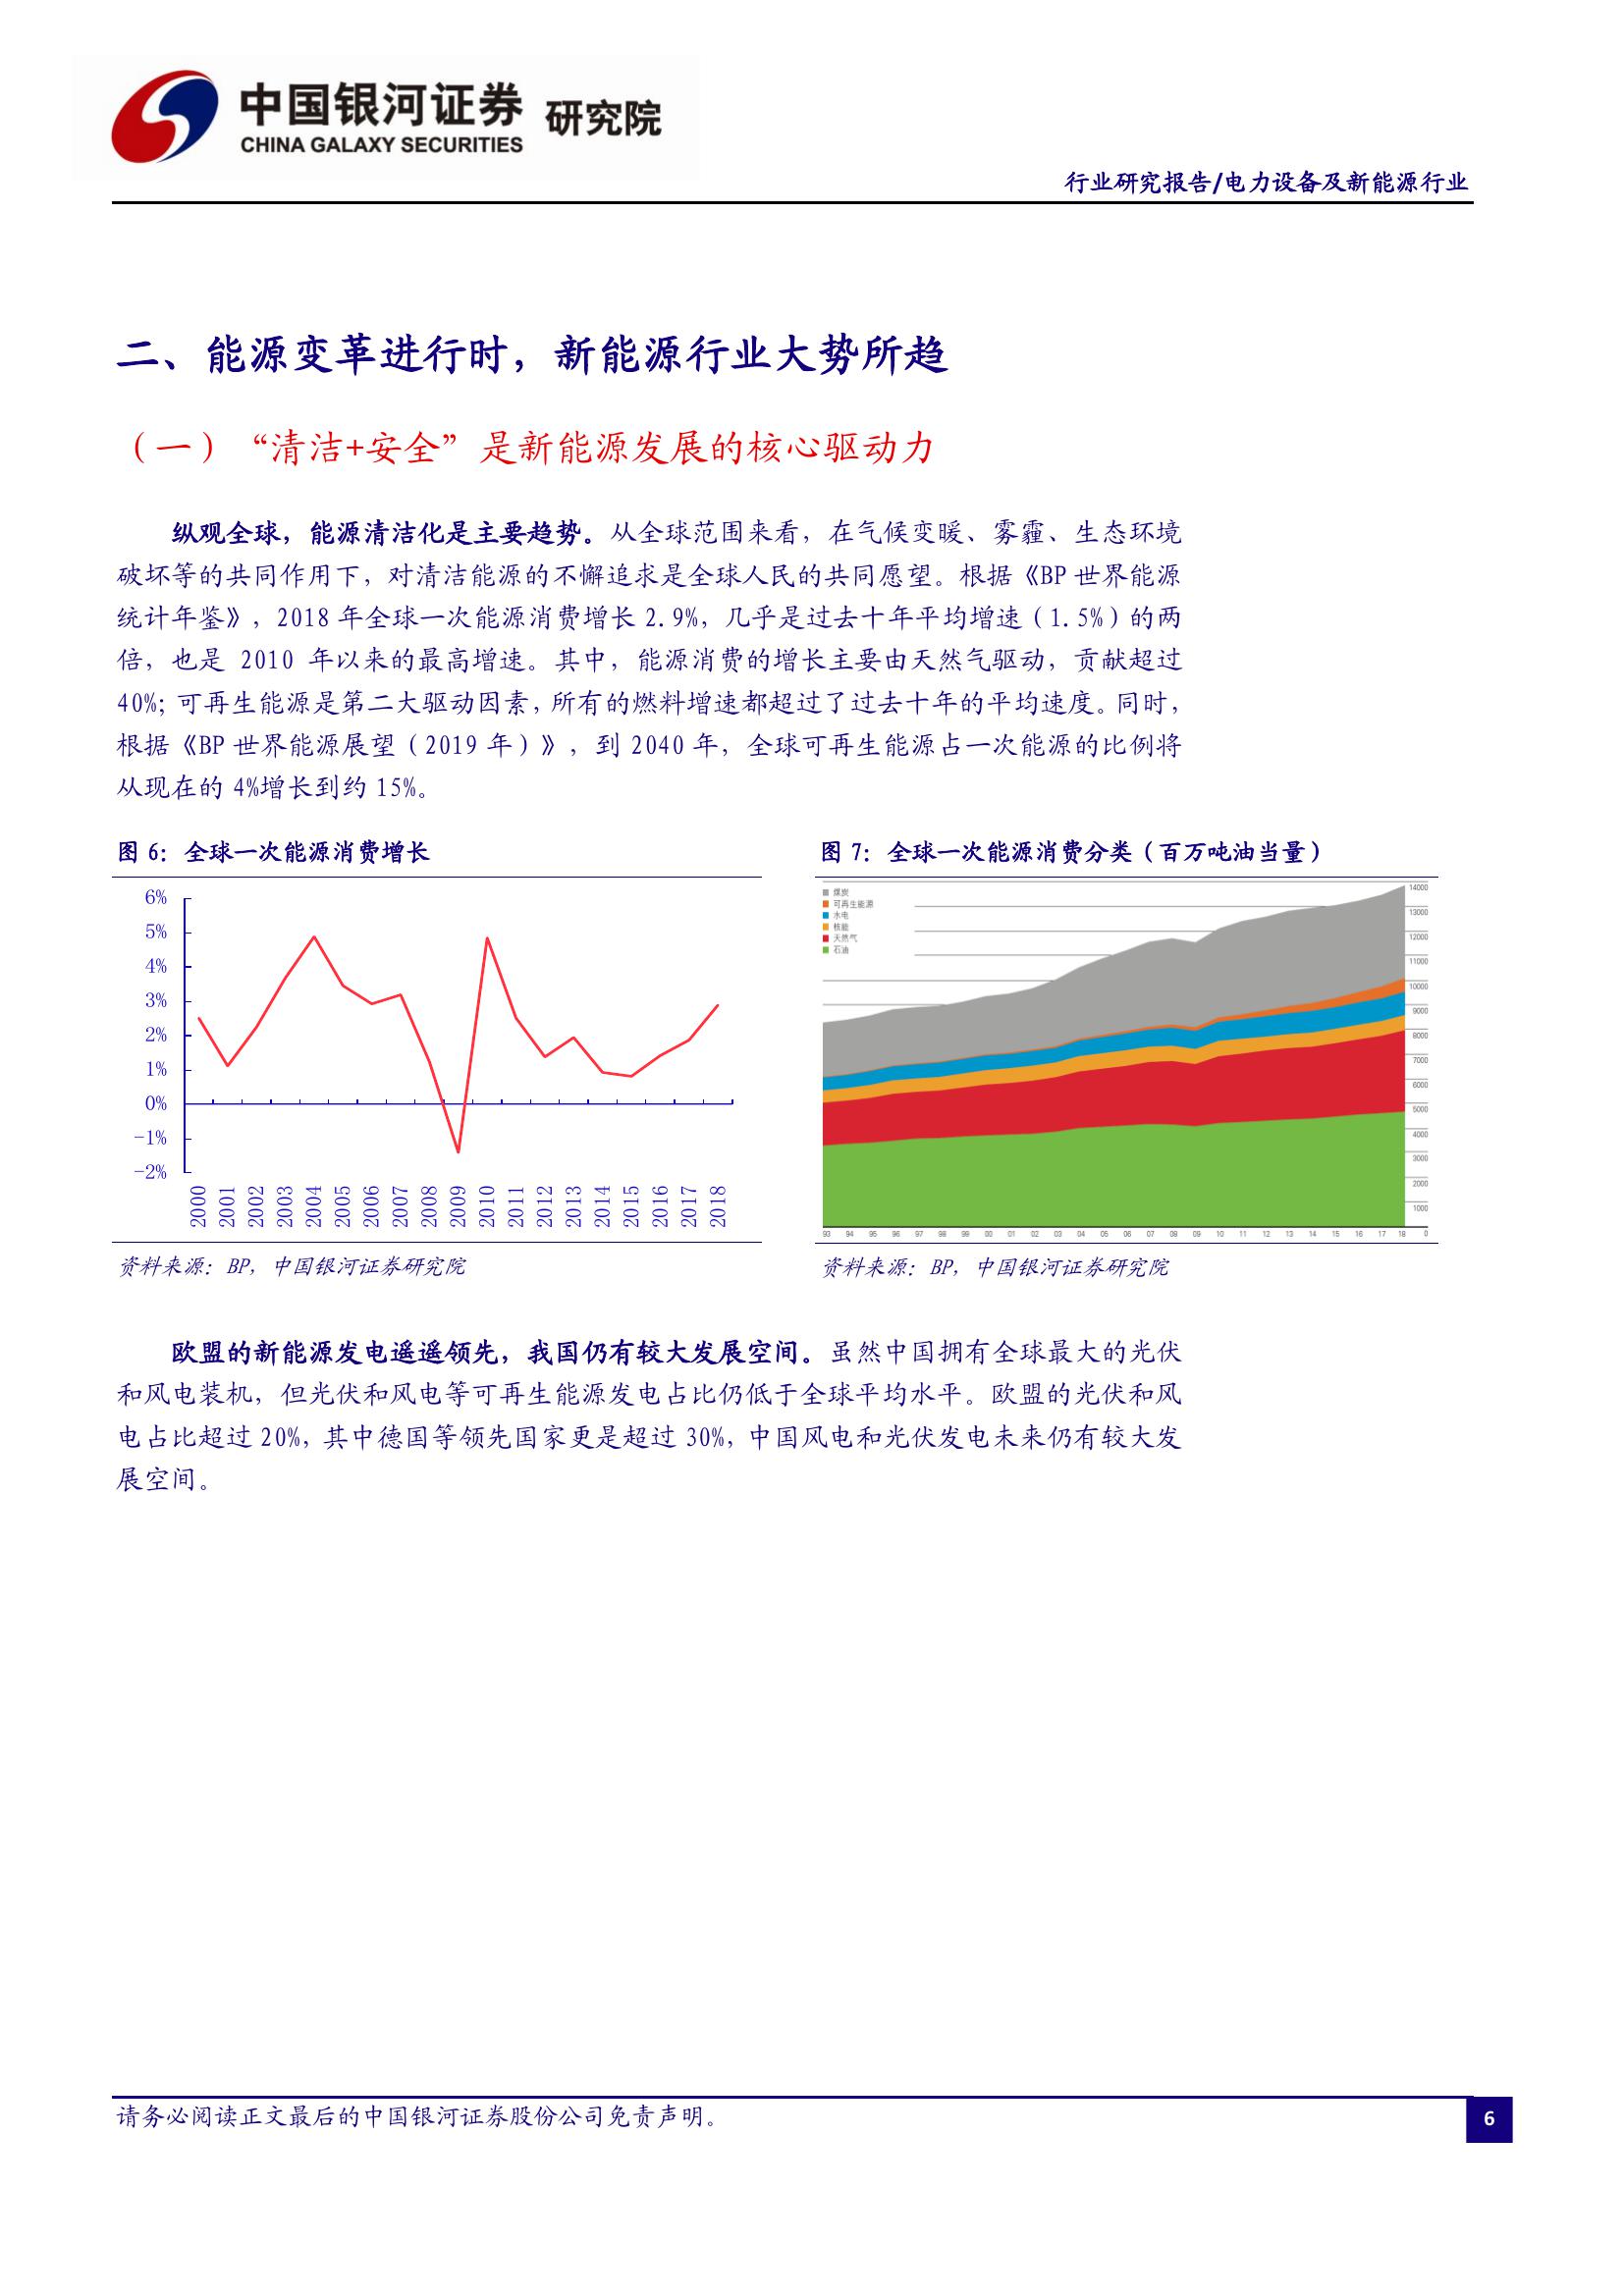 中国银河证券 研究院
CHINA GALAXY SECURITIES
行业研究报告/电力设备及新能源行业
二、能源变革进行时，新能源行业大势所趋
（一）“清洁+安全”是新能源发展的核心驱动力
纵观全球，能源清洁化是主要趋势。从全球范围来看，在气候变暖、雾霾、生态环境
破坏等的共同作用下，对清洁能源的不懈追求是全球人民的共同愿望。根据《BP 世界能源
统计年鉴》，2018 年全球一次能源消费增长 2.9%，几乎是过去十年平均增速（1.5%）的两
倍，也是 2010 年以来的最高增速。其中，能源消费的增长主要由天然气驱动，贡献超过
40%；可再生能源是第二大驱动因素，所有的燃料增速都超过了过去十年的平均速度。同时，
根据《BP 世界能源展望（2019 年）》，到 2040 年，全球可再生能源占一次能源的比例将
从现在的 4%增长到约 15%。
图 6：全球一次能源消费增长
6%
5%
4%
3%
2%
1%
0%
-1%
-2%
2000 2001 2002 2003 2004 2005 2006 2007 2008 2009 2010 2011 2012 2013 2014 2015 2016 2017 2018
资料来源：BP，中国银河证券研究院
图 7：全球一次能源消费分类（百万吨油当量）
煤炭
可再生能源
水电
核能
天然气
石油
14000
13000
12000
11000
10000
9000
8000
7000
6000
5000
4000
3000
2000
1000
93 94 95 96 97 98 99 00 01 02 03 04 05 06 07 08 09 10 11 12 13 14 15 16 17 18 0
资料来源：BP，中国银河证券研究院
欧盟的新能源发电遥遥领先，我国仍有较大发展空间。虽然中国拥有全球最大的光伏
和风电装机，但光伏和风电等可再生能源发电占比仍低于全球平均水平。欧盟的光伏和风
电占比超过 20%，其中德国等领先国家更是超过 30%，中国风电和光伏发电未来仍有较大发
展空间。
请务必阅读正文最后的中国银河证券股份公司免责声明。
6